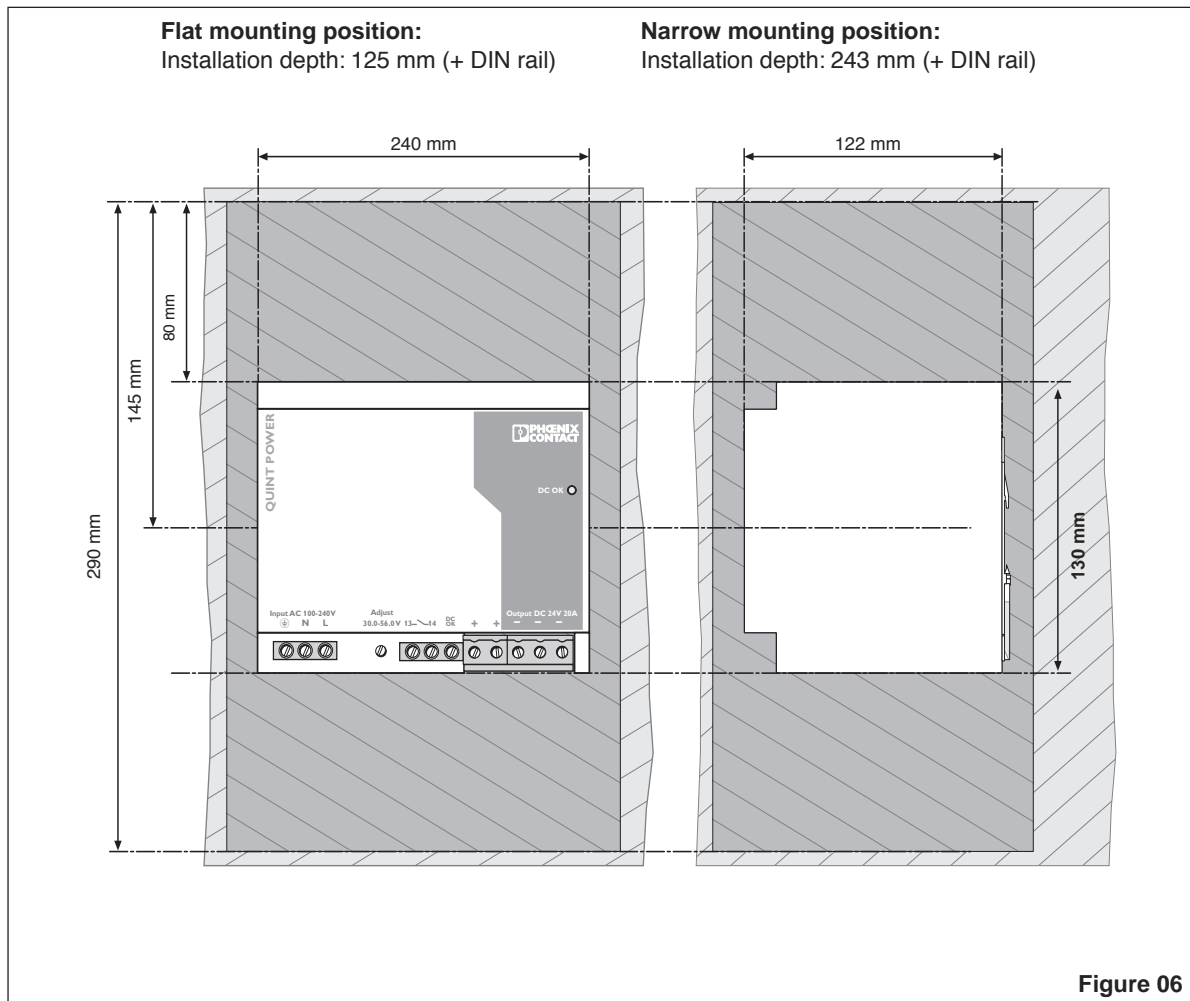 Flat mounting position:
Installation depth: 125 mm (+ DIN rail)
Narrow mounting position:
Installation depth: 243 mm (+ DIN rail)
240 mm
122 mm
80 mm
145 mm
290 mm
130 mm
QUINT POWER
PHŒNIX
CONTACT
DC OK
Input AC 100-240V
N L
Adjust
30.0-56.0 V
13 14
DC
OK
+ +
Output DC 24V 20A
– – –
Figure 06